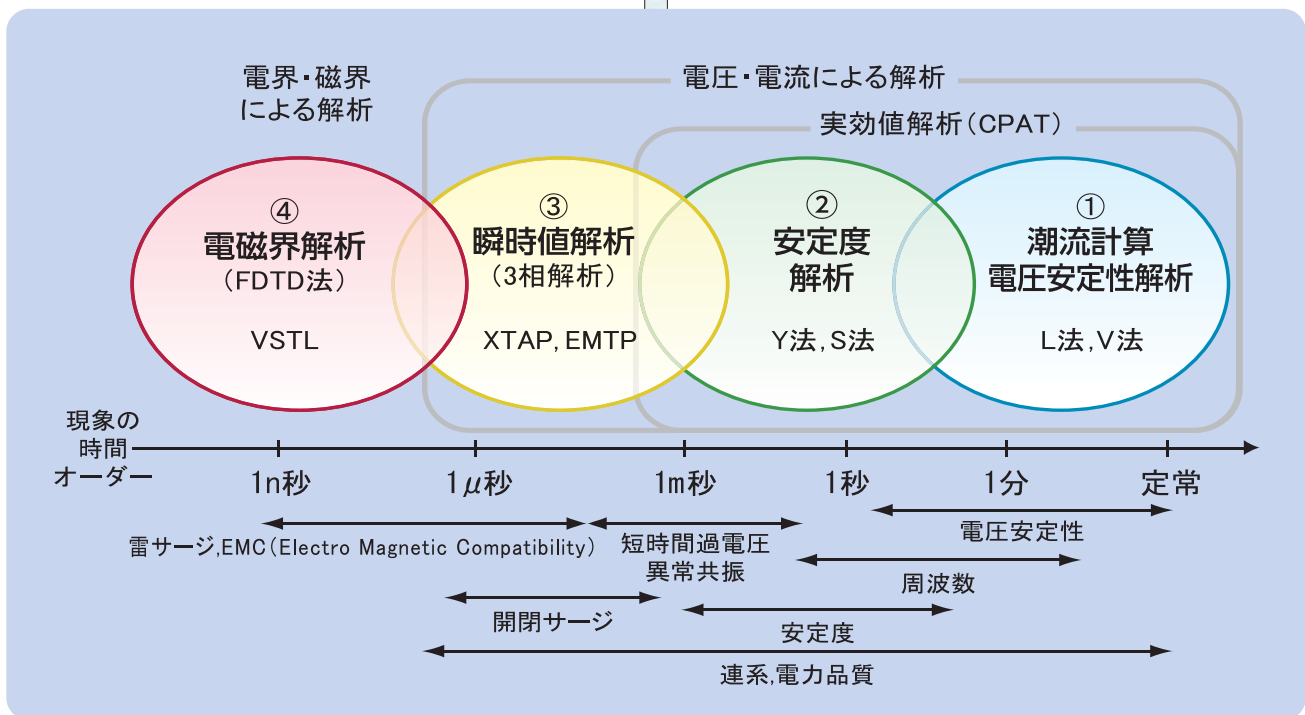 電界・磁界
による解析
電圧・電流による解析
実効値解析（CPAT）
④
電磁界解析
（FDTD法）
VSTL
③
瞬時値解析
（3相解析）
XTAP, EMTP
②
安定度
解析
Y法, S法
①
潮流計算
電圧安定性解析
L法, V法
現象の
時間
オーダー
1n秒
1μ秒
1m秒
1秒
1分
定常
雷サージ,EMC（Electro Magnetic Compatibility）
短時間過電圧
異常共振
電圧安定性
周波数
開閉サージ
安定度
連系,電力品質